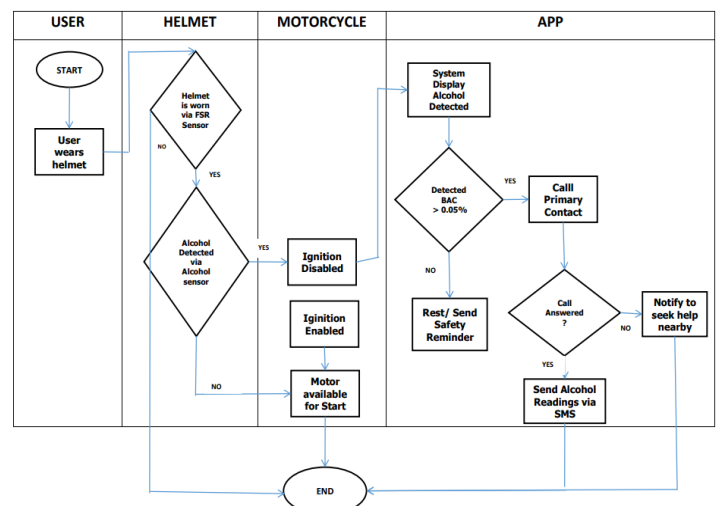 USER
HELMET
MOTORCYCLE
APP
START
User
wears
helmet
Helmet
is worn
via FSR
Sensor
NO
YES
Alcohol
Detected
via
Alcohol
sensor
YES
NO
Ignition
Disabled
Iginition
Enabled
Motor
available
for Start
System
Display
Alcohol
Detected
Detected
BAC
> 0.05%
YES
NO
Calll
Primary
Contact
Rest/ Send
Safety
Reminder
Call
Answered
?
NO
YES
Notify to
seek help
nearby
Send Alcohol
Readings via
SMS
END